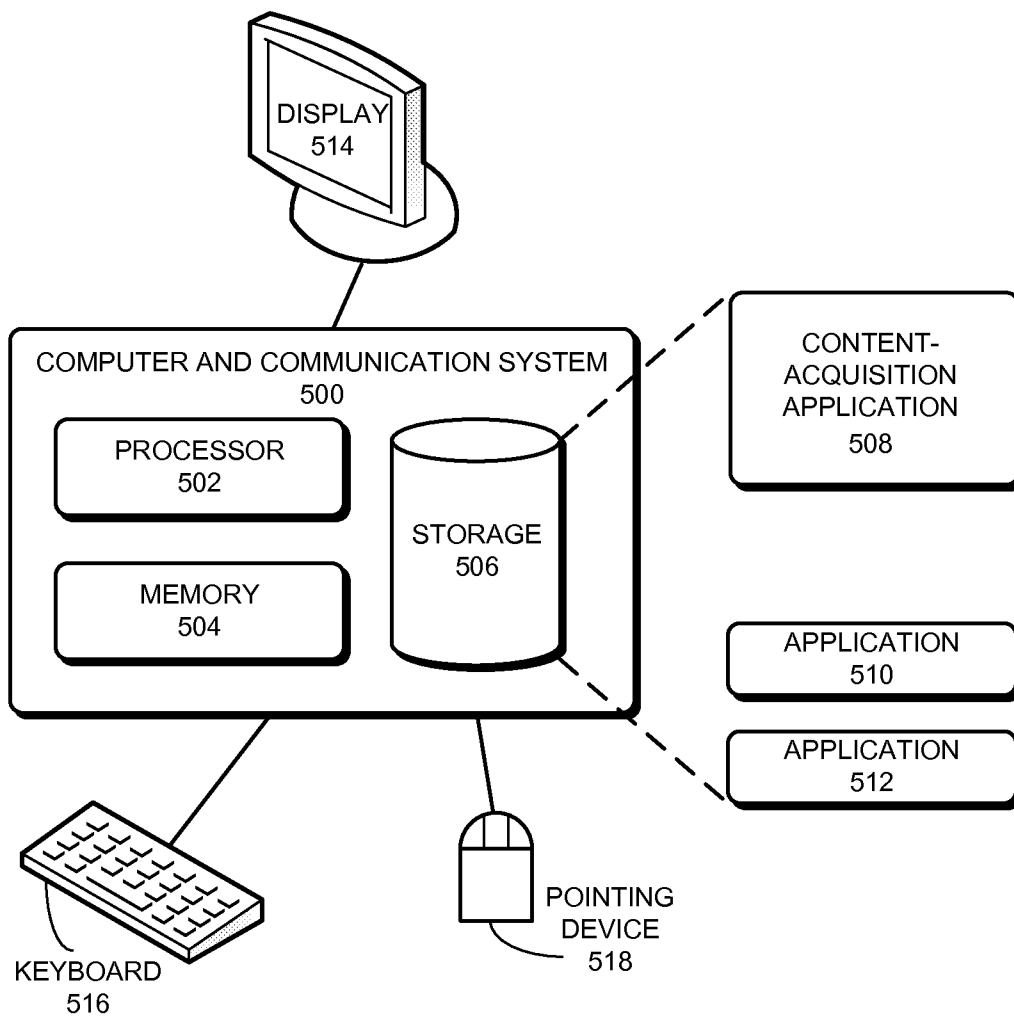 DISPLAY
514
COMPUTER AND COMMUNICATION SYSTEM
500
PROCESSOR
502
MEMORY
504
STORAGE
506
CONTENT-
ACQUISITION
APPLICATION
508
APPLICATION
510
APPLICATION
512
KEYBOARD
516
POINTING
DEVICE
518